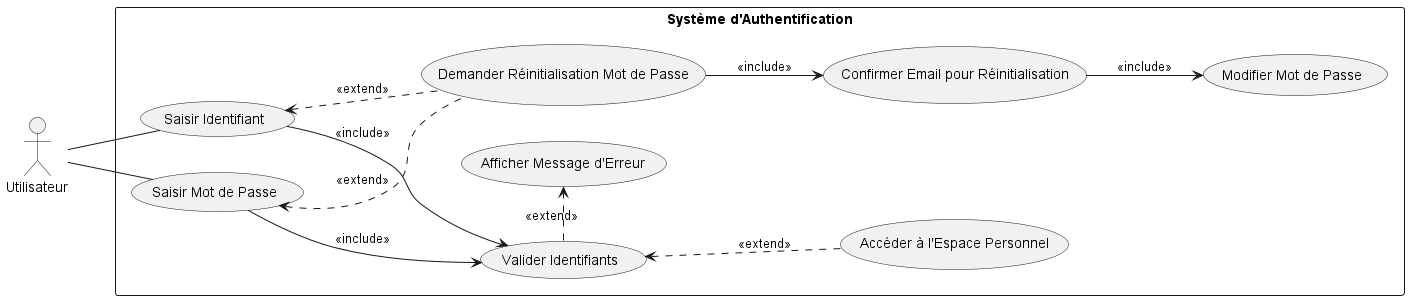 Système d'Authentification
Demander Réinitialisation Mot de Passe
«include»
Confirmer Email pour Réinitialisation
«include»
Modifier Mot de Passe
«extend»
Saisir Identifiant
«include»
Utilisateur
Afficher Message d'Erreur
«extend»
Saisir Mot de Passe
«extend»
«include»
«extend»
Accéder à l'Espace Personnel
Valider Identifiants